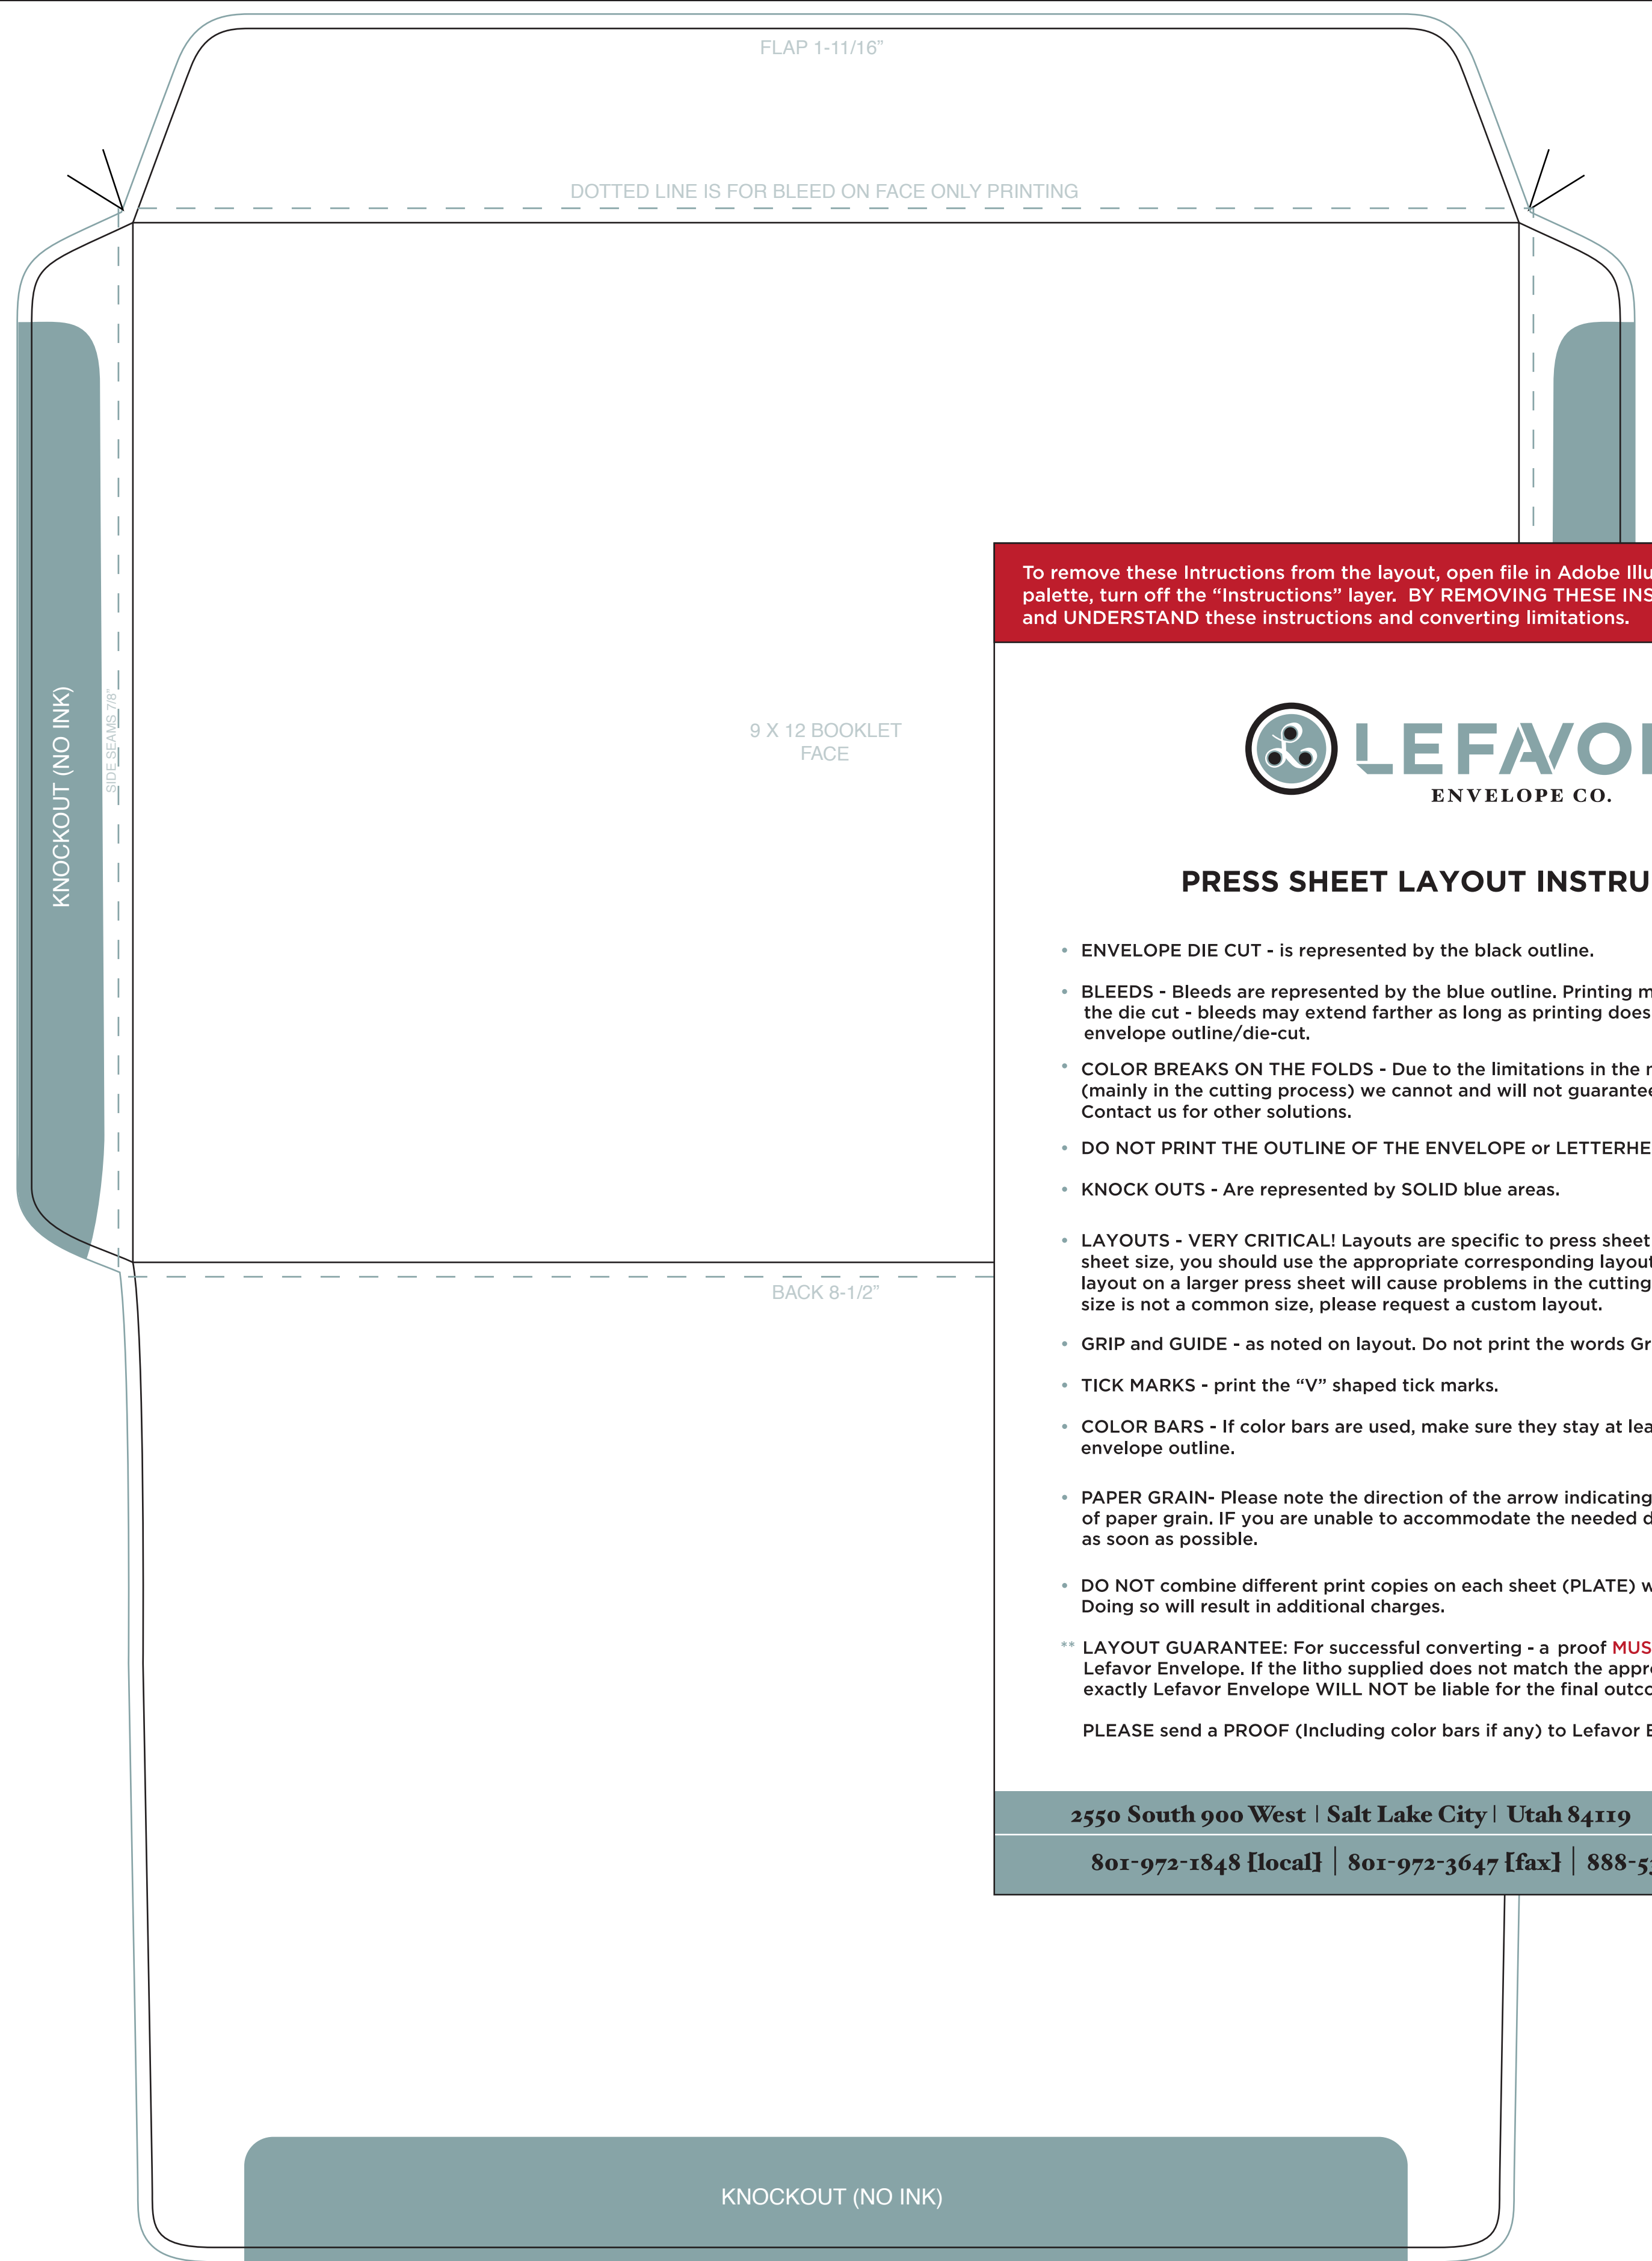 FLAP 1-11/16”
DOTTED LINE IS FOR BLEED ON FACE ONLY PRINTING
KNOCKOUT (NO INK)
SIDE SEAMS 7/8”
9 X 12 BOOKLET
FACE
To remove these Intructions from the layout, open file in Adobe
palette, turn off the “Instructions” layer. BY REMOVING THESE
and UNDERSTAND these instructions and converting limitations.
ENVELOPE CO.
PRESS SHEET LAYOUT
• ENVELOPE DIE CUT - is represented by the black outline.
• BLEEDS - Bleeds are represented by the blue outline. Printing
the die cut - bleeds may extend farther as long as printing does
envelope outline/die-cut.
• COLOR BREAKS ON THE FOLDS - Due to the limitations in the
(mainly in the cutting process) we cannot and will not guarantee
Contact us for other solutions.
• DO NOT PRINT THE OUTLINE OF THE ENVELOPE or
• KNOCK OUTS - Are represented by SOLID blue areas.
• LAYOUTS - VERY CRITICAL! Layouts are specific to press sheet
sheet size, you should use the appropriate corresponding layout
layout on a larger press sheet will cause problems in the cutting
size is not a common size, please request a custom layout.
• GRIP and GUIDE - as noted on layout. Do not print the words
• TICK MARKS - print the “V” shaped tick marks.
• COLOR BARS - If color bars are used, make sure they stay at
envelope outline.
• PAPER GRAIN- Please note the direction of the arrow indicating
of paper grain. IF you are unable to accommodate the needed
as soon as possible.
• DO NOT combine different print copies on each sheet (PLATE)
Doing so will result in additional charges.
** LAYOUT GUARANTEE: For successful converting - a proof
Lefavor Envelope. If the litho supplied does not match the
exactly Lefavor Envelope WILL NOT be liable for the final
PLEASE send a PROOF (Including color bars if any) to Lefavor
2550 South 900 West | Salt Lake City | Utah 84119
801-972-1848 {local} | 801-972-3647 {fax} |
BACK 8-1/2”
KNOCKOUT (NO INK)